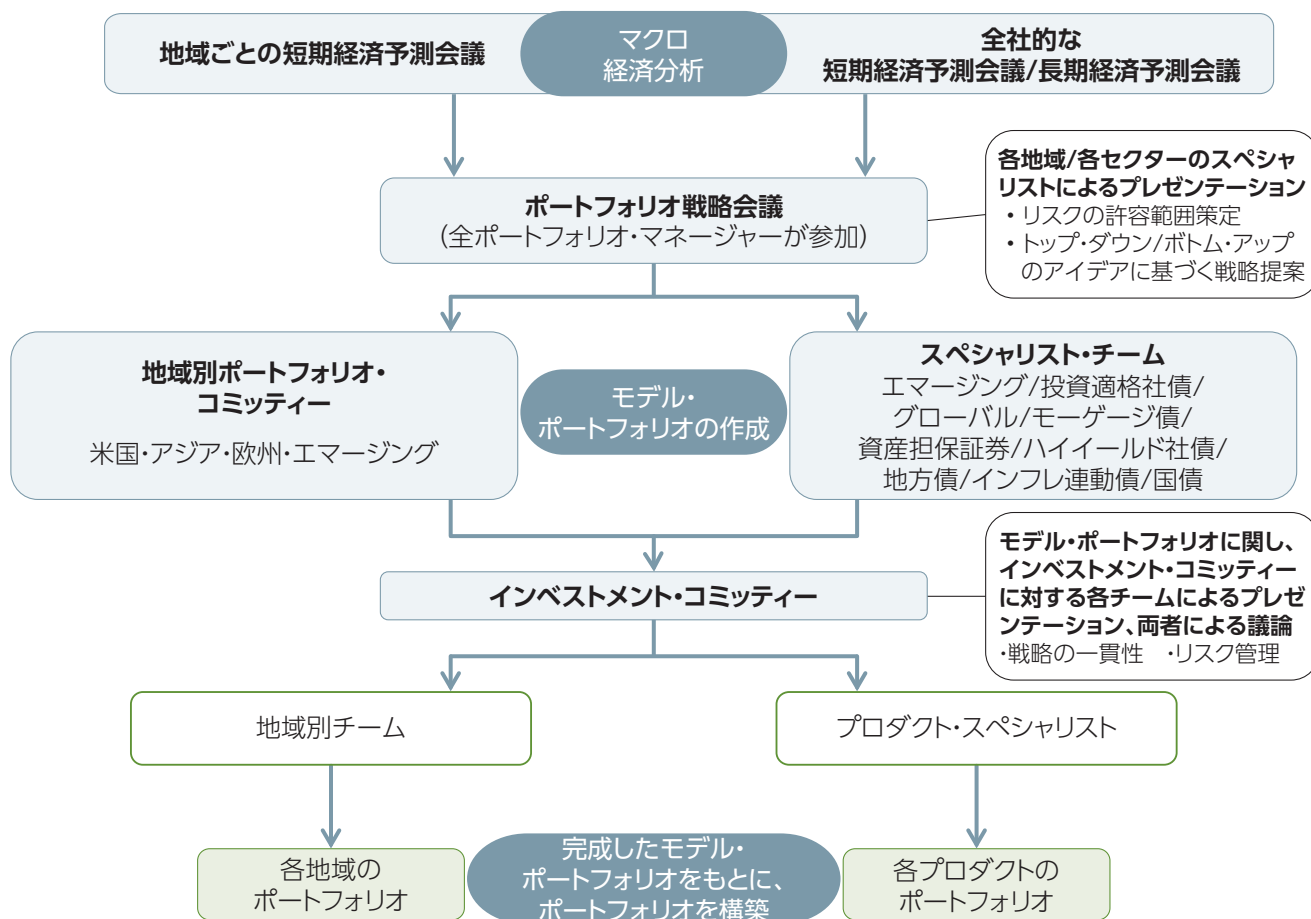 地域ごとの短期経済予測会議
マクロ
経済分析
全社的な
短期経済予測会議/長期経済予測会議
各地域/各セクターのスペシャ
リストによるプレゼンテーション
・リスクの許容範囲策定
・トップ・ダウン/ボトム・アップ
のアイデアに基づく戦略提案
ポートフォリオ戦略会議
(全ポートフォリオ・マネージャーが参加)
地域別ポートフォリオ・
コミッティー
米国・アジア・欧州・エマージング
モデル・
ポートフォリオの作成
スペシャリスト・チーム
エマージング/投資適格社債/
グローバル/モーゲージ債/
資産担保証券/ハイイールド社債/
地方債/インフレ連動債/国債
モデル・ポートフォリオに関し、
インベストメント・コミッティー
に対する各チームによるプレゼ
ンテーション、両者による議論
・戦略の一貫性 ・リスク管理
インベストメント・コミッティー
地域別チーム
プロダクト・スペシャリスト
各地域の
ポートフォリオ
完成したモデル・
ポートフォリオをもとに、
ポートフォリオを構築
各プロダクトの
ポートフォリオ